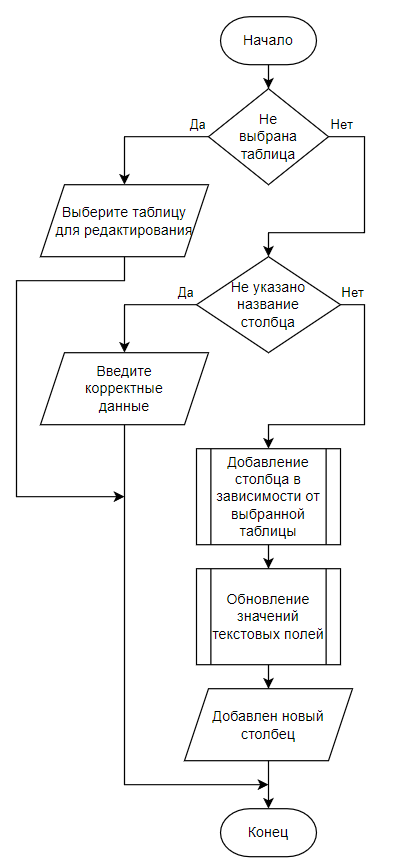 Начало
Не
выбрана
таблица
Да
Нет
Выберите таблицу
для редактирования
Не указано
название
столбца
Да
Нет
Введите
корректные
данные
Добавление
столбца в
зависимости от
выбранной
таблицы
Обновление
значений
текстовых полей
Добавлен новый
столбец
Конец